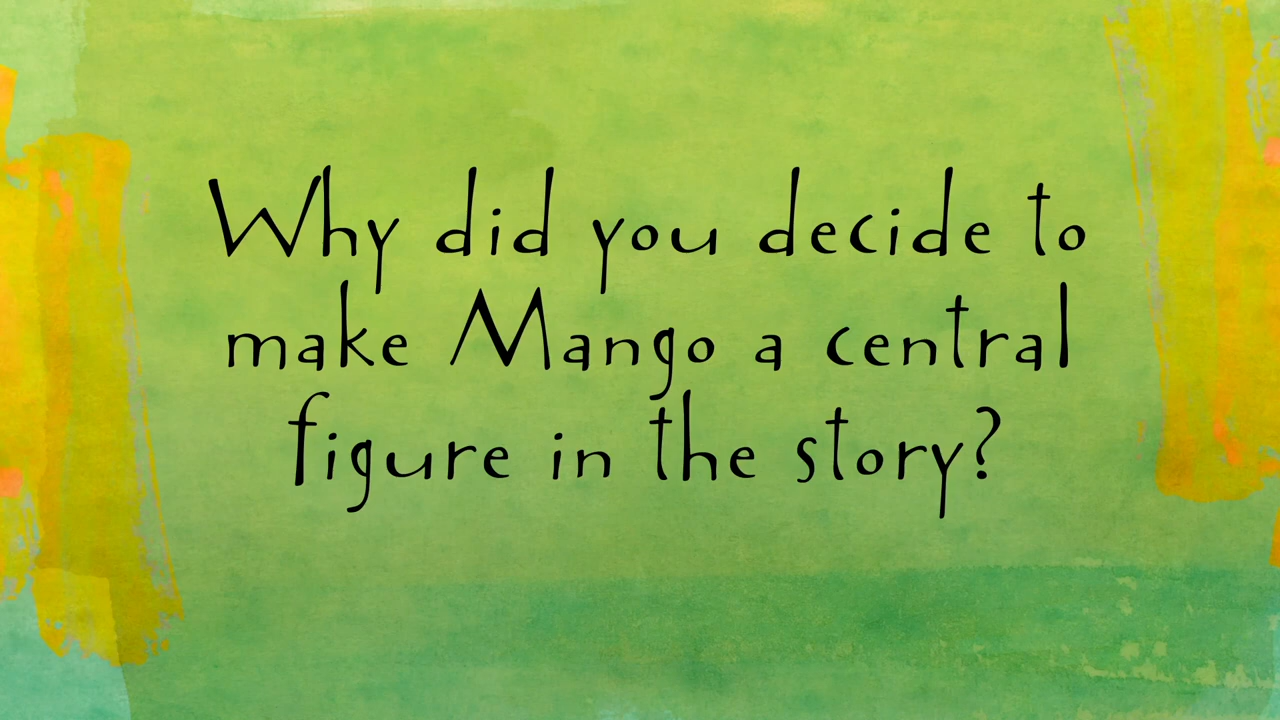 Why did you decide to
make Mango a central
figure in the story?